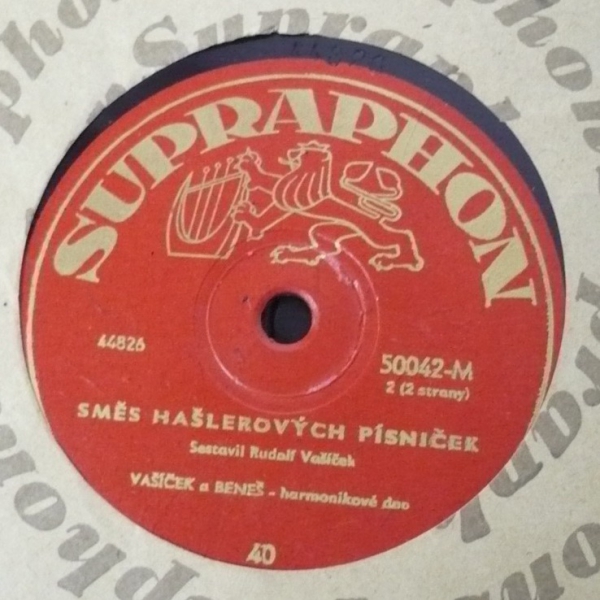 SUPRAPHON
44826
50042-M
2 (2 strany)
SMĚS HAŠLEROVÝCH PÍSNIČEK
Sestavil Rudolf Vašíček
VAŠÍČEK a BENEŠ - harmonikové duo
40